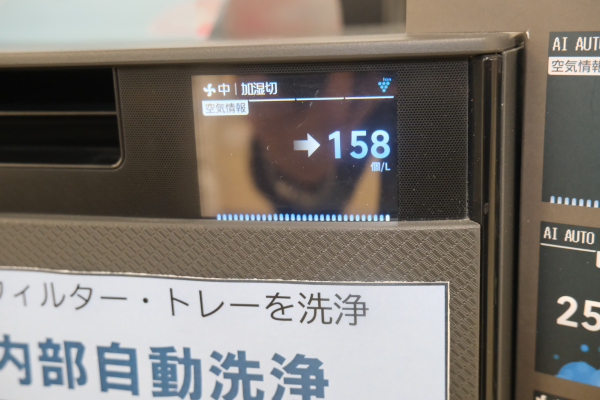 中 | 加湿切
空気情報
➡158
個/L
フィルター・トレーを洗浄
内部自動洗浄
AI AUTO
空気情報
AI AUTO
25